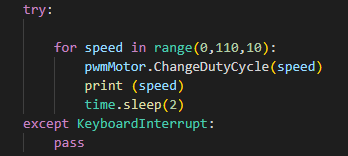 try:
for speed in range(0,110,10):
pwmMotor.ChangeDutyCycle(speed)
print (speed)
time.sleep(2)
except KeyboardInterrupt:
pass